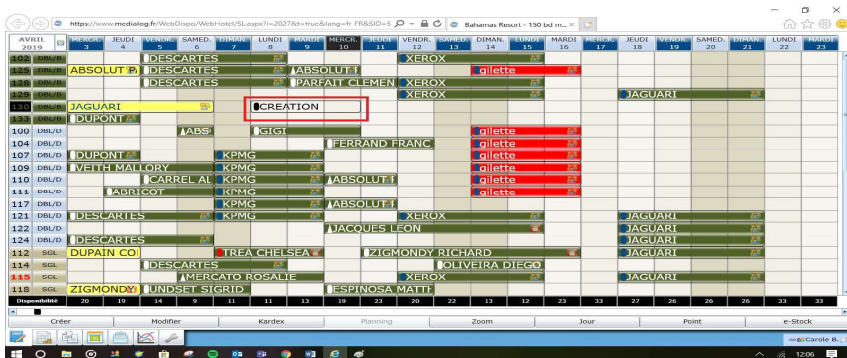 https://www.medialog.fr/WebDispo/WebHotel/SL.aspx?i=2027&t=true&lang=fr FR&SID=S
Bahamas Resort - 150 bd m...
AVRIL 2019 MERCR. 3 JEUDI 4 VENDR. 5 SAMED. 6 DIMAN. 7 LUNDI 8 MARDI 9 MERCR. 10 JEUDI 11 VENDR. 12 SAMED. 13 DIMAN. 14 LUNDI 15 MARDI 16 MERCR. 17 JEUDI 18 VENDR. 19 SAMED. 20 DIMAN. 21 LUNDI 22 MARDI 23
102 DBL/B DESCARTES XEROX
125 DBL/B ABSOLUT DESCARTES ABSOLUT gilette
128 DBL/B DESCARTES PARFAIT CLEMEN XEROX
129 DBL/B XEROX JAGUARI
130 DBL/B JAGUARI CREATION
133 DBL/B DUPONT
100 DBL/D ABS GIGI gilette
104 DBL/D FERRAND FRANC gilette
107 DBL/D DUPONT KPMG gilette
109 DBL/D VEITH MALLORY KPMG gilette
110 DBL/D CARREL AL KPMG ABSOLUT gilette
111 DBL/D ABRICOT KPMG gilette
117 DBL/D KPMG ABSOLUT
121 DBL/D DESCARTES KPMG XEROX JAGUARI
122 DBL/D JACQUES LEON JAGUARI
124 DBL/D DESCARTES JAGUARI
112 SGL DUPAIN CO TREA CHELSEA ZIGMONDY RICHARD
114 SGL DESCARTES OLIVEIRA DIEGO
115 SGL MERCATO ROSALIE XEROX JAGUARI
118 SGL ZIGMONDY UNDSET SIGRID ESPINOSA MATTH
Disponibilité 20 19 14 9 11 11 13 19 23 22 13 12 24 33 33 27 26 26 26 33 33
Créer Modifier Kardex Planning Zoom Jour Point e-Stock
Carole B.
12:06